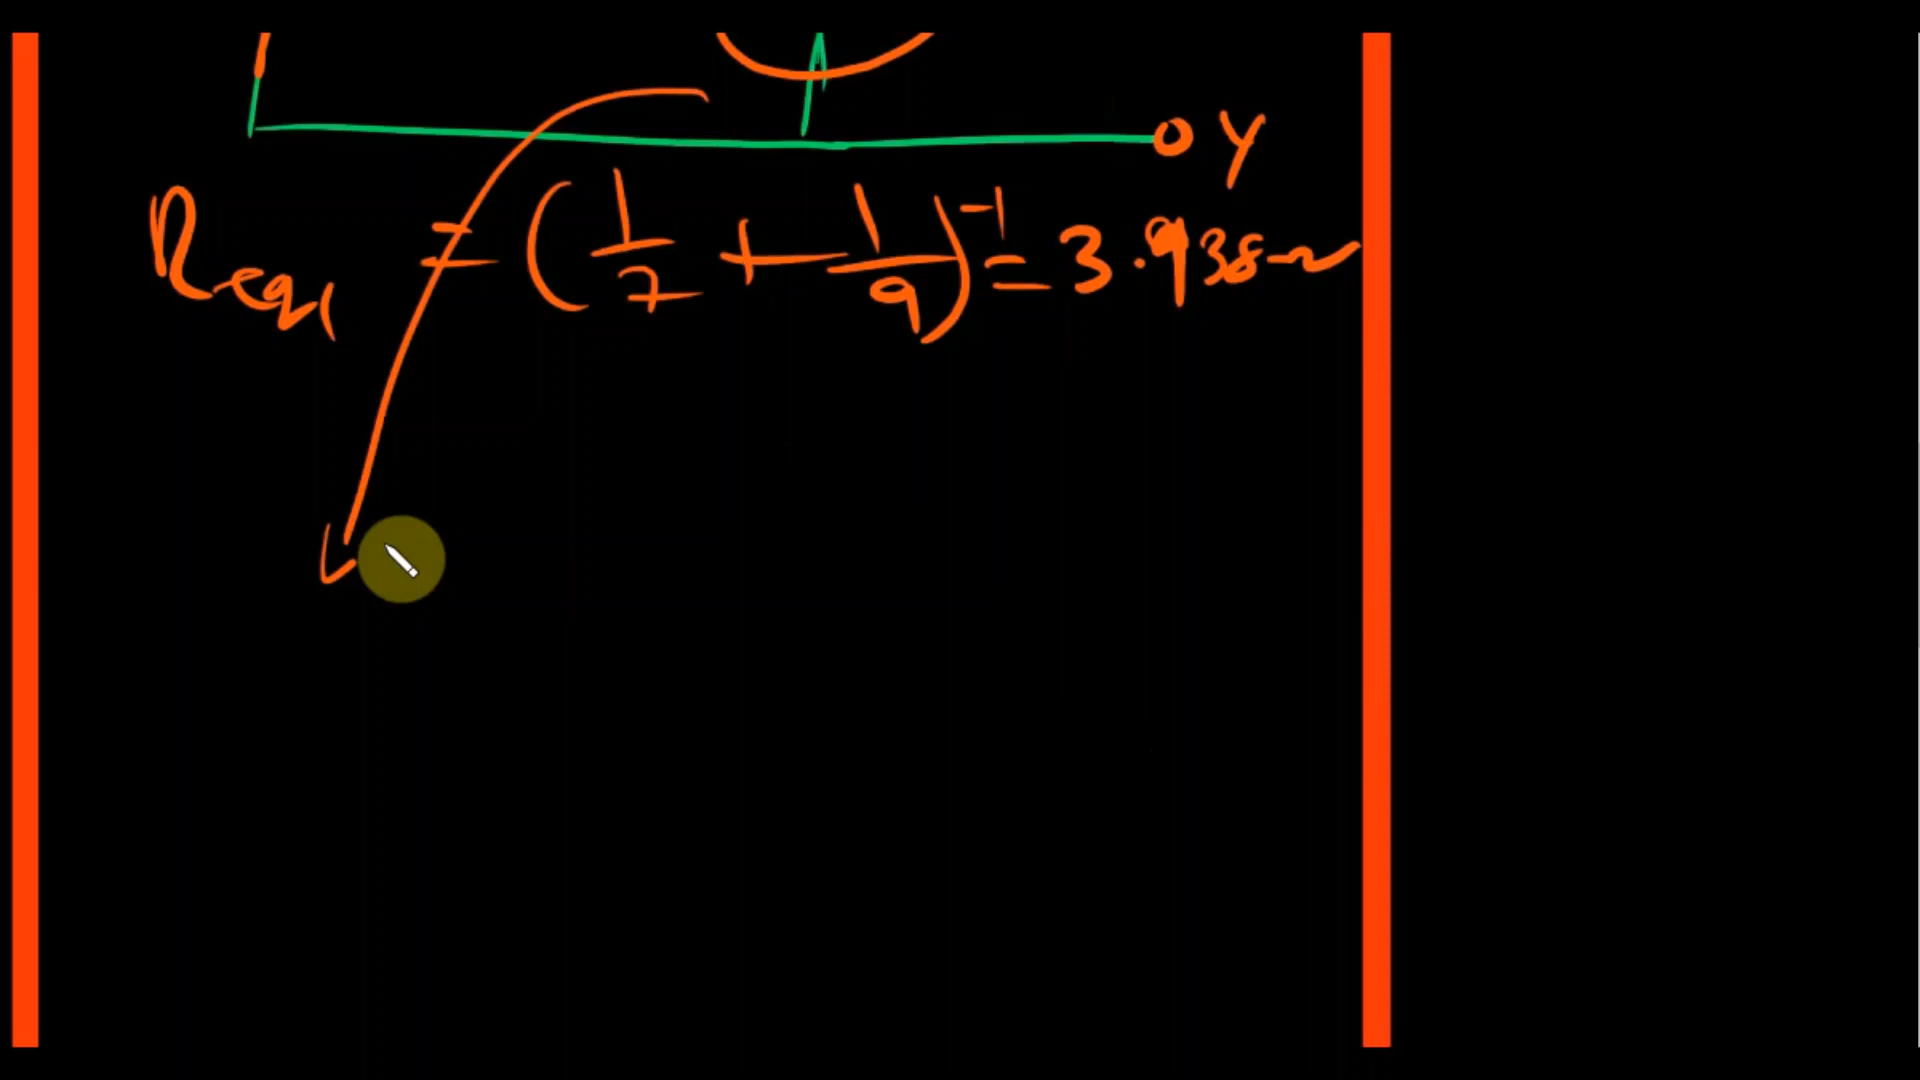 Y
Req1 = (1/7 + 1/9)^-1 = 3.938Ω